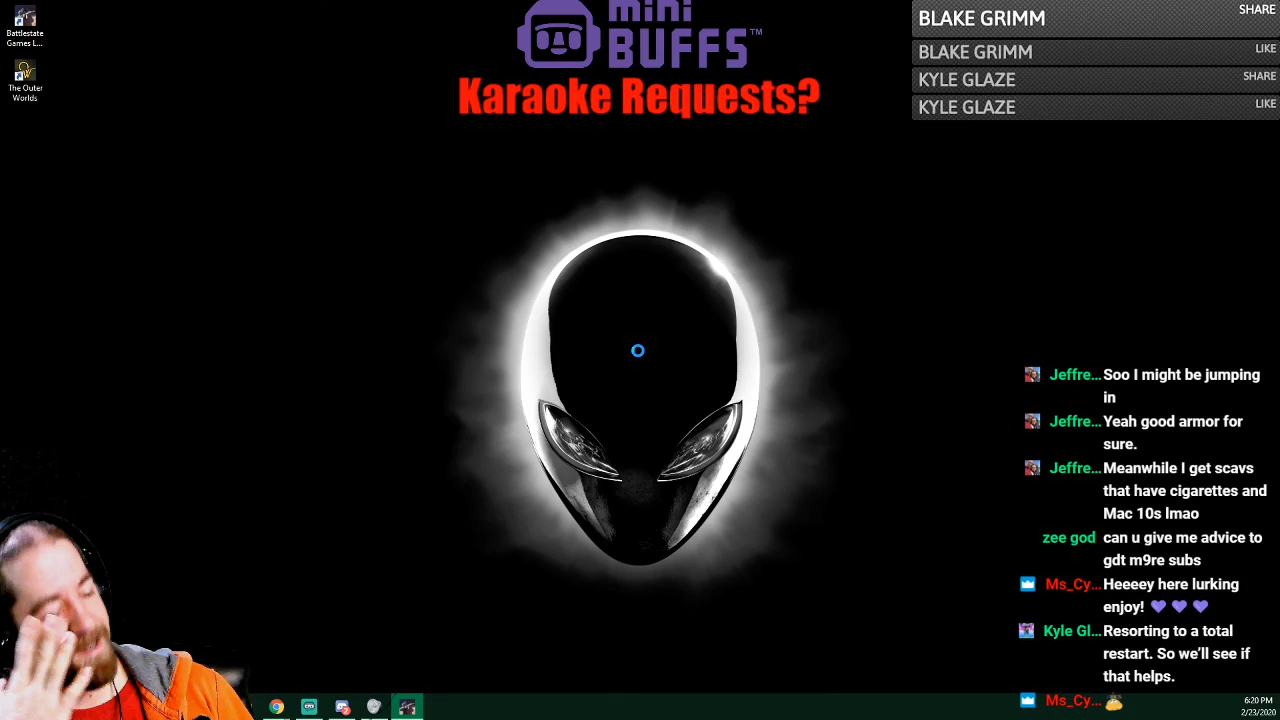 Battlestate
Games L...
The Outer
Worlds
mini
BUFFS™
Karaoke Requests?
BLAKE GRIMM SHARE
BLAKE GRIMM LIKE
KYLE GLAZE SHARE
KYLE GLAZE LIKE
Jeffre... Soo I might be jumping
in
Jeffre... Yeah good armor for
sure.
Jeffre... Meanwhile I get scavs
that have cigarettes and
Mac 10s lmao
zee god can u give me advice to
gdt m9re subs
Ms_Cy... Heeeey here lurking
enjoy! 💜 💜 💜
Kyle Gl... Resorting to a total
restart. So we'll see if
that helps.
Ms_Cy...
6:20 PM
2/23/2020